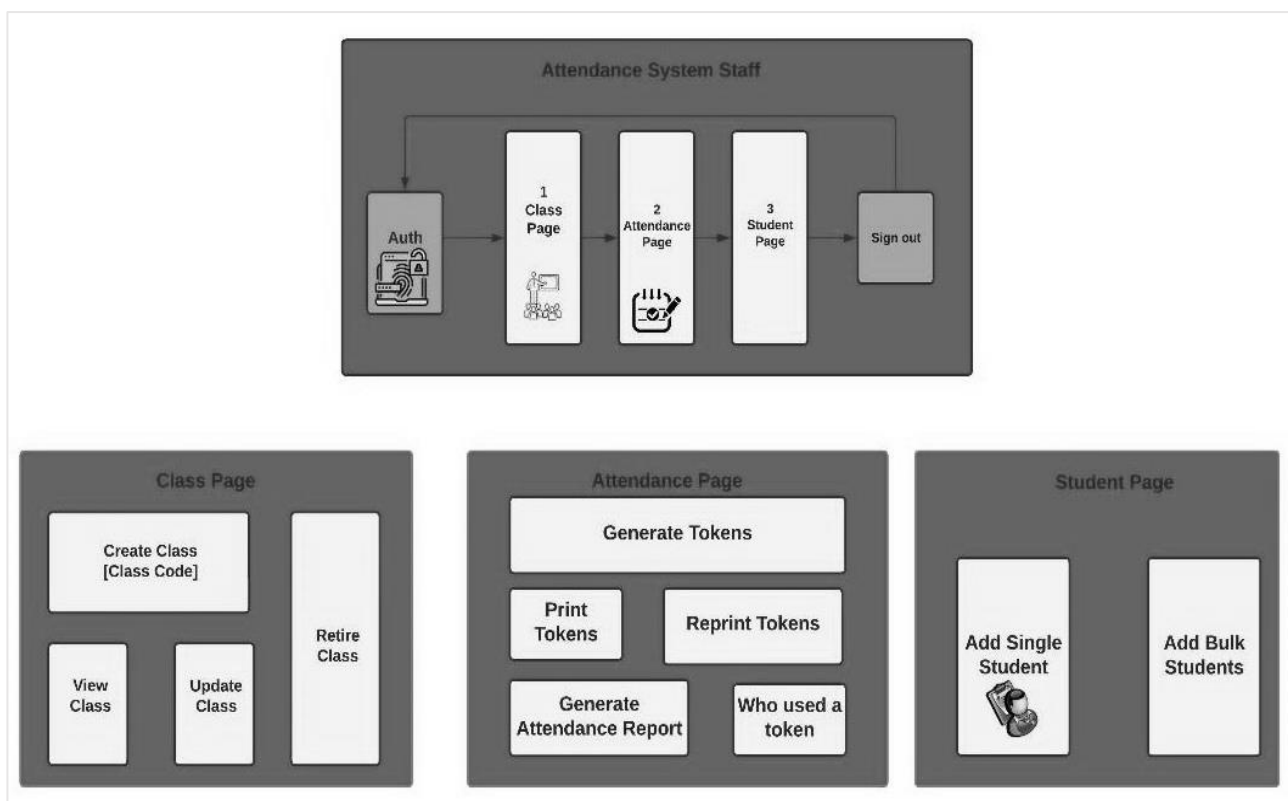 Attendance System Staff
Auth
1
Class
Page
2
Attendance
Page
3
Student
Page
Sign out
Class Page
Create Class
[Class Code]
Retire
Class
View
Class
Update
Class
Attendance Page
Generate Tokens
Print
Tokens
Reprint Tokens
Generate
Attendance Report
Who used a
token
Student Page
Add Single
Student
Add Bulk
Students